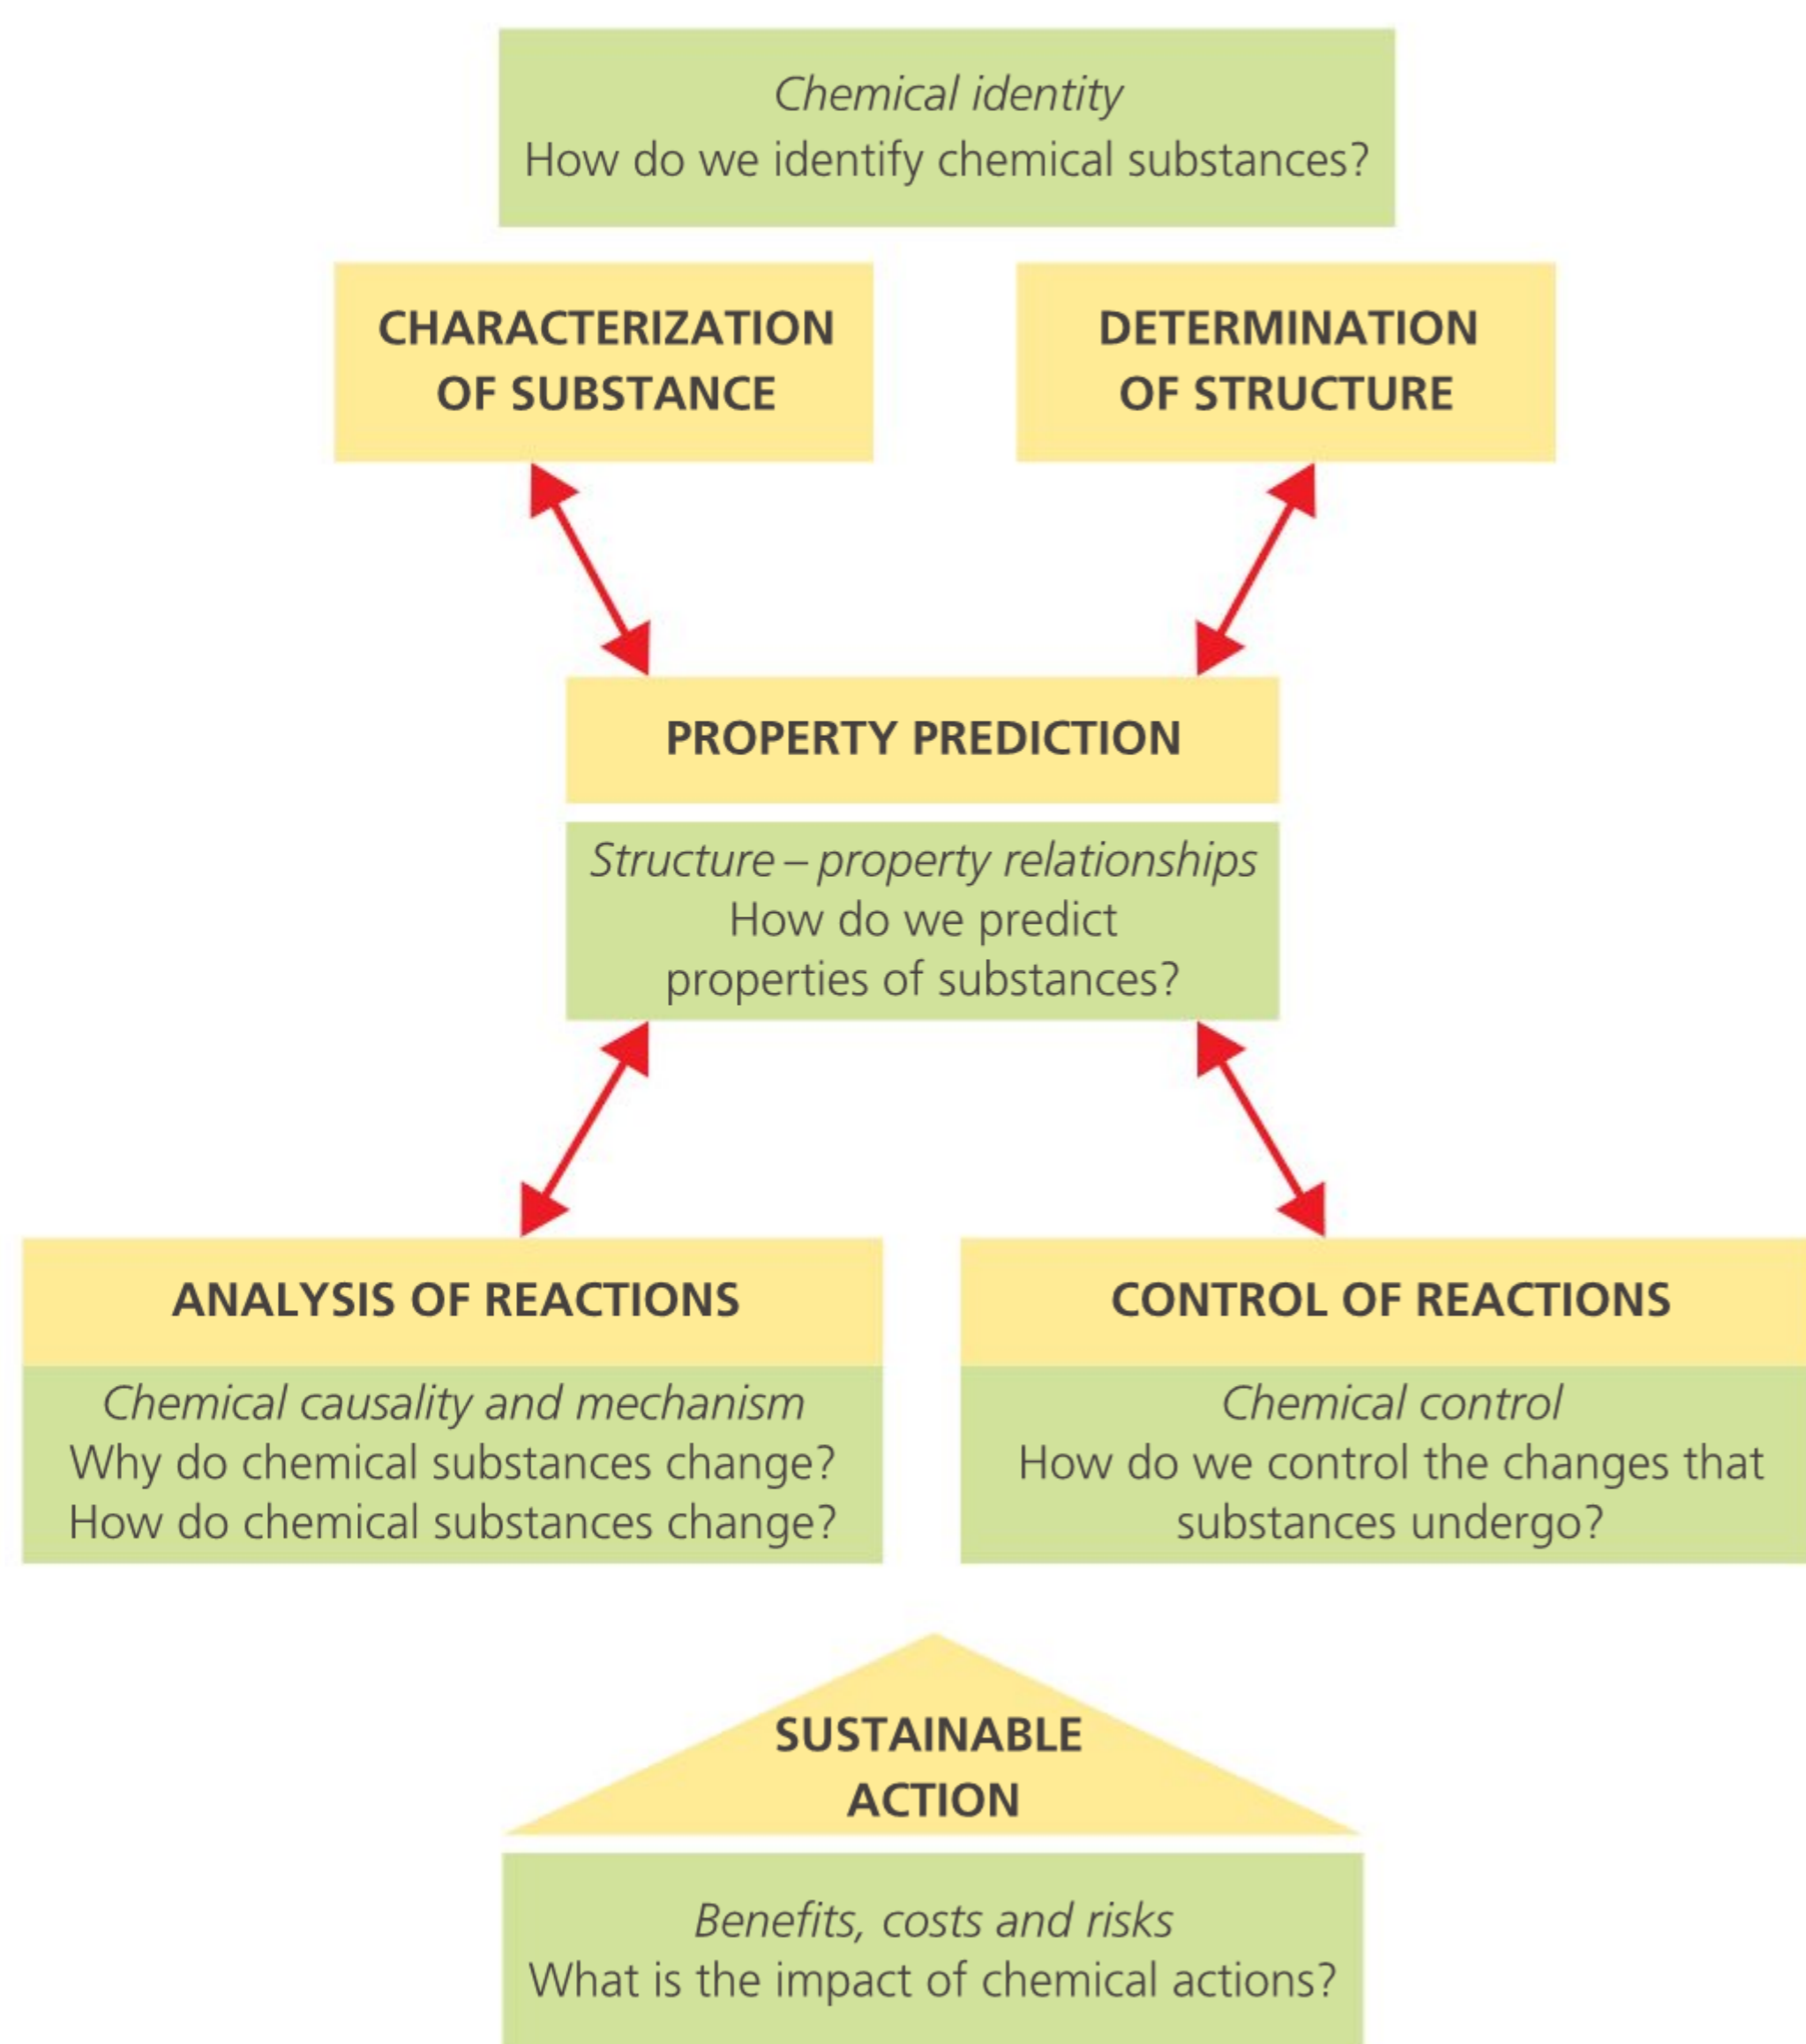 Chemical identity
How do we identify chemical substances?
CHARACTERIZATION
OF SUBSTANCE
DETERMINATION
OF STRUCTURE
PROPERTY PREDICTION
Structure – property relationships
How do we predict
properties of substances?
ANALYSIS OF REACTIONS
Chemical causality and mechanism
Why do chemical substances change?
How do chemical substances change?
CONTROL OF REACTIONS
Chemical control
How do we control the changes that
substances undergo?
SUSTAINABLE
ACTION
Benefits, costs and risks
What is the impact of chemical actions?